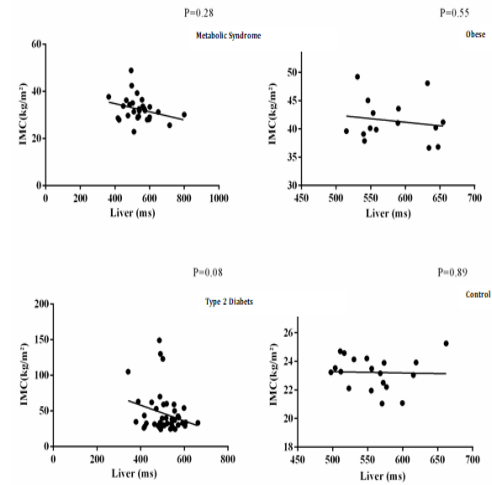 P=0.28
Metabolic Syndrome
IMC(kg/m²)
60
40
20
0
0 200 400 600 800 1000
Liver (ms)
P=0.55
Obese
IMC(kg/m²)
50
45
40
35
30
450 500 550 600 650 700
Liver (ms)
P=0.08
Type 2 Diabets
IMC(kg/m²)
200
150
100
50
0
0 200 400 600 800
Liver (ms)
P=0.89
Control
IMC(kg/m²)
26
24
22
20
18
450 500 550 600 650 700
Liver (ms)